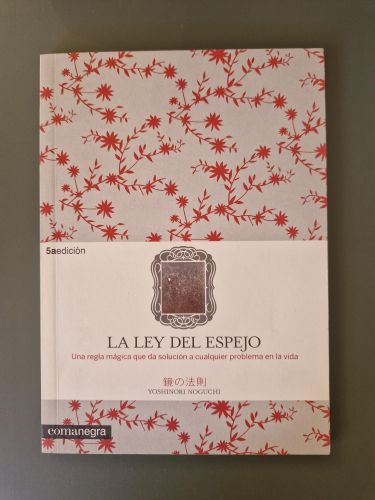 5aedición
LA LEY DEL ESPEJO
Una regla mágica que da solución a cualquier problema en la vida
鏡の法則
YOSHINORI NOGUCHI
comanegra